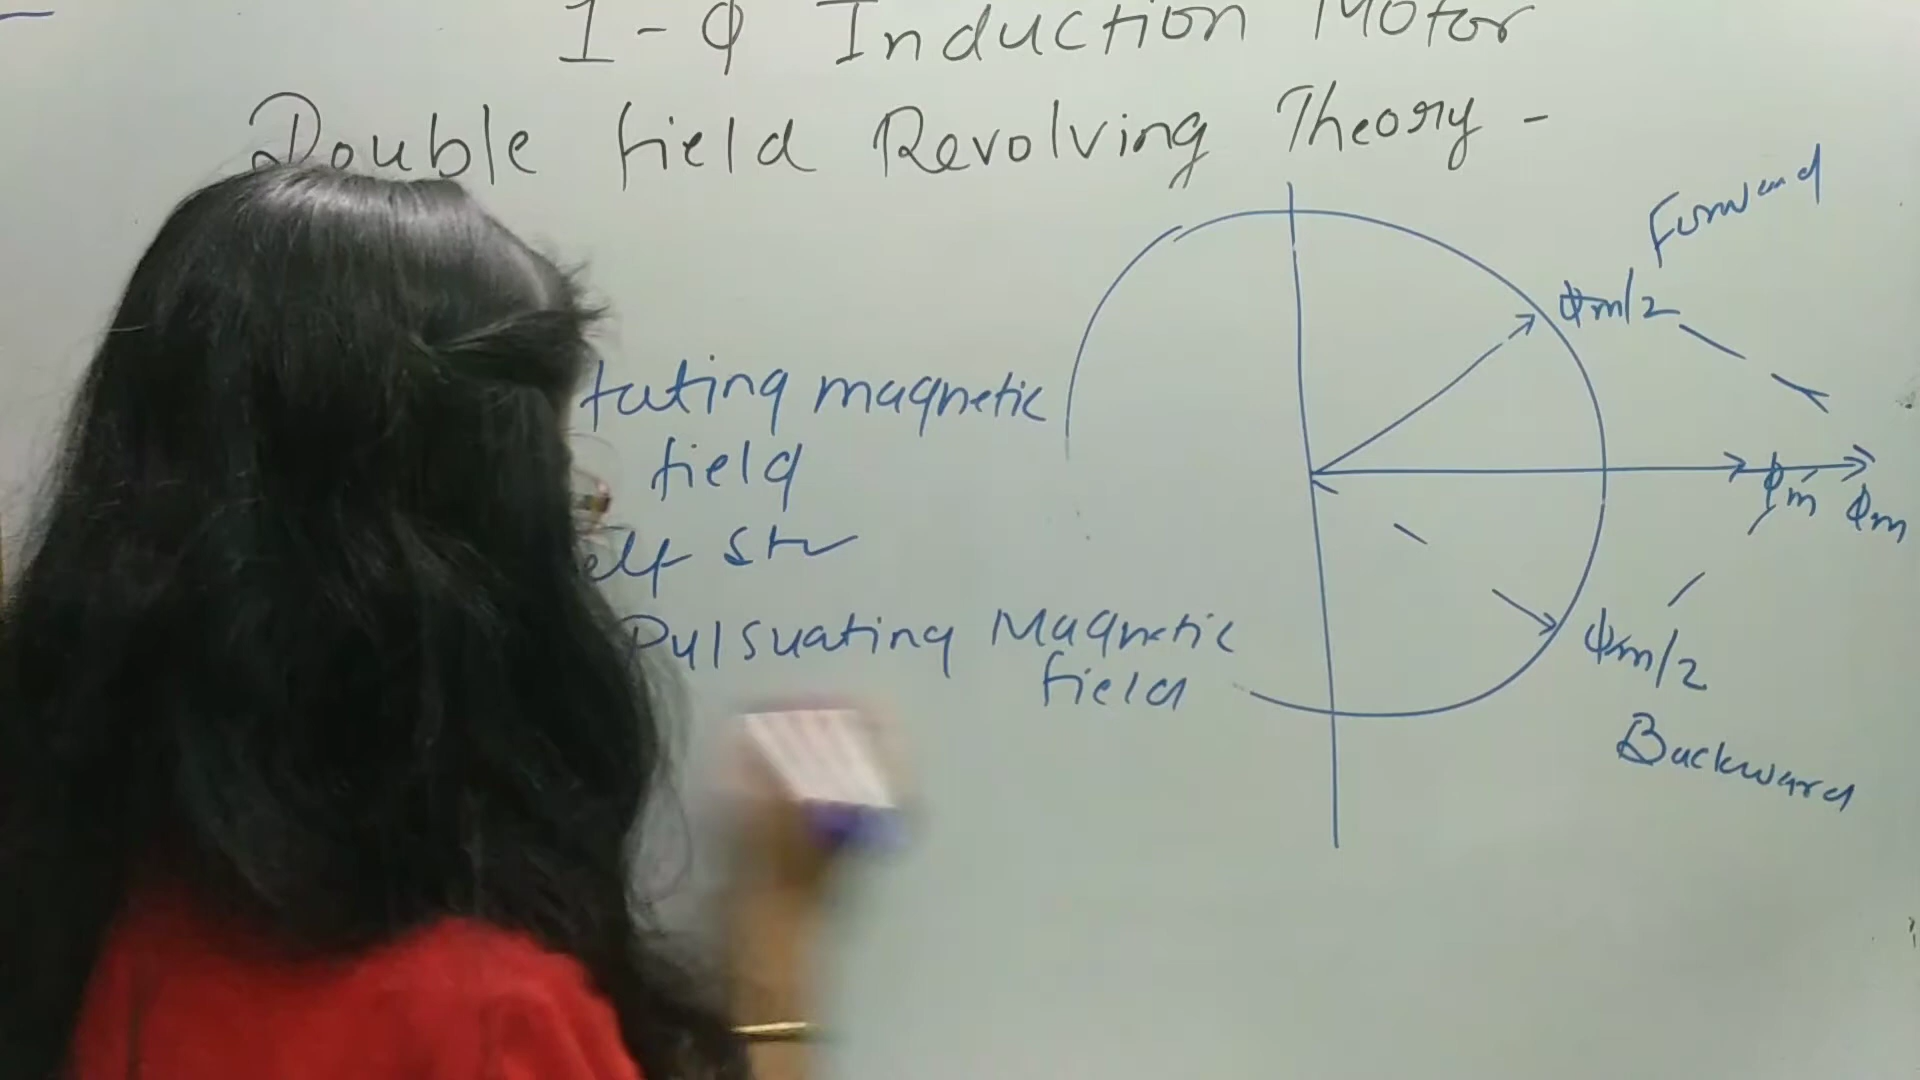 1-φ Induction Motor
Double field Revolving Theory -
Forward
φm/2
tating magnetic
field
φm φm
elf
Pulsuating Magnetic
field
φm/2
Backward